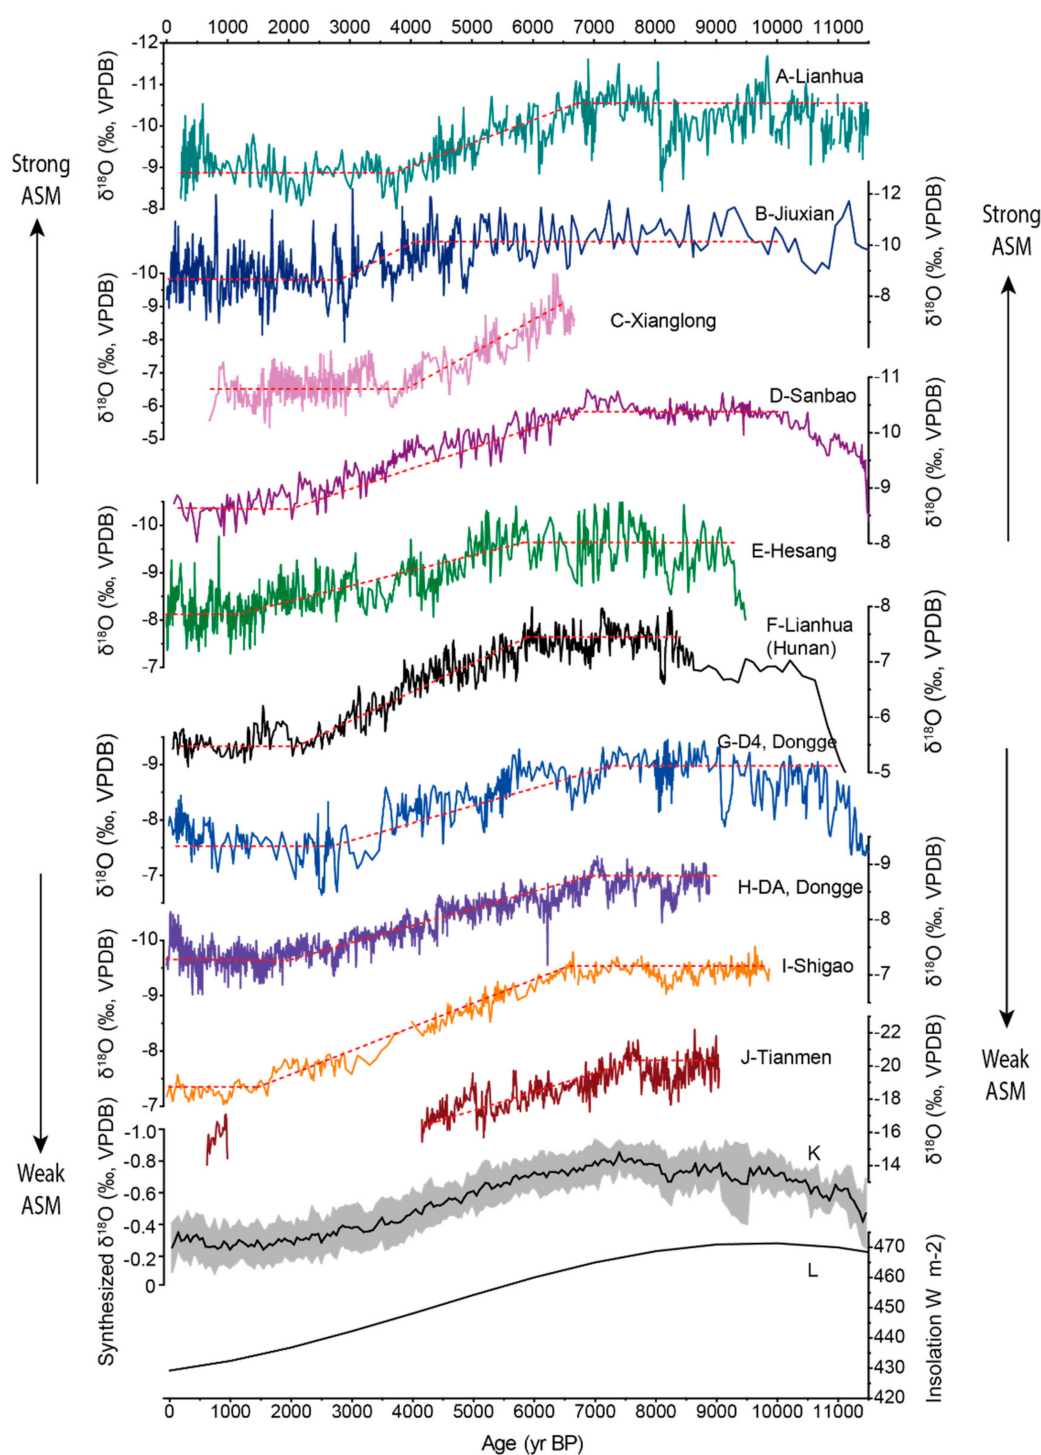 0 1000 2000 3000 4000 5000 6000 7000 8000 9000 10000 11000
-12
-11
-10
-9
-8
δ¹⁸O (‰, VPDB)
A-Lianhua
Strong
ASM
-12
-10
-8
δ¹⁸O (‰, VPDB)
B-Jiuxian
Strong
ASM
-10
-9
-8
-7
-6
-5
δ¹⁸O (‰, VPDB)
C-Xianglong
-11
-10
-9
-8
δ¹⁸O (‰, VPDB)
D-Sanbao
-10
-9
-8
-7
δ¹⁸O (‰, VPDB)
E-Hesang
-8
-7
-6
-5
δ¹⁸O (‰, VPDB)
F-Lianhua
(Hunan)
-9
-8
-7
δ¹⁸O (‰, VPDB)
G-D4, Dongge
-9
-8
-7
δ¹⁸O (‰, VPDB)
H-DA, Dongge
-10
-9
-8
-7
δ¹⁸O (‰, VPDB)
I-Shigao
-22
-20
-18
-16
-14
δ¹⁸O (‰, VPDB)
J-Tianmen
Weak
ASM
Weak
ASM
-1.0
-0.8
-0.6
-0.4
-0.2
0
Synthesized δ¹⁸O (‰, VPDB)
K
470
460
450
440
430
420
Insolation W m-2)
L
0 1000 2000 3000 4000 5000 6000 7000 8000 9000 10000 11000
Age (yr BP)